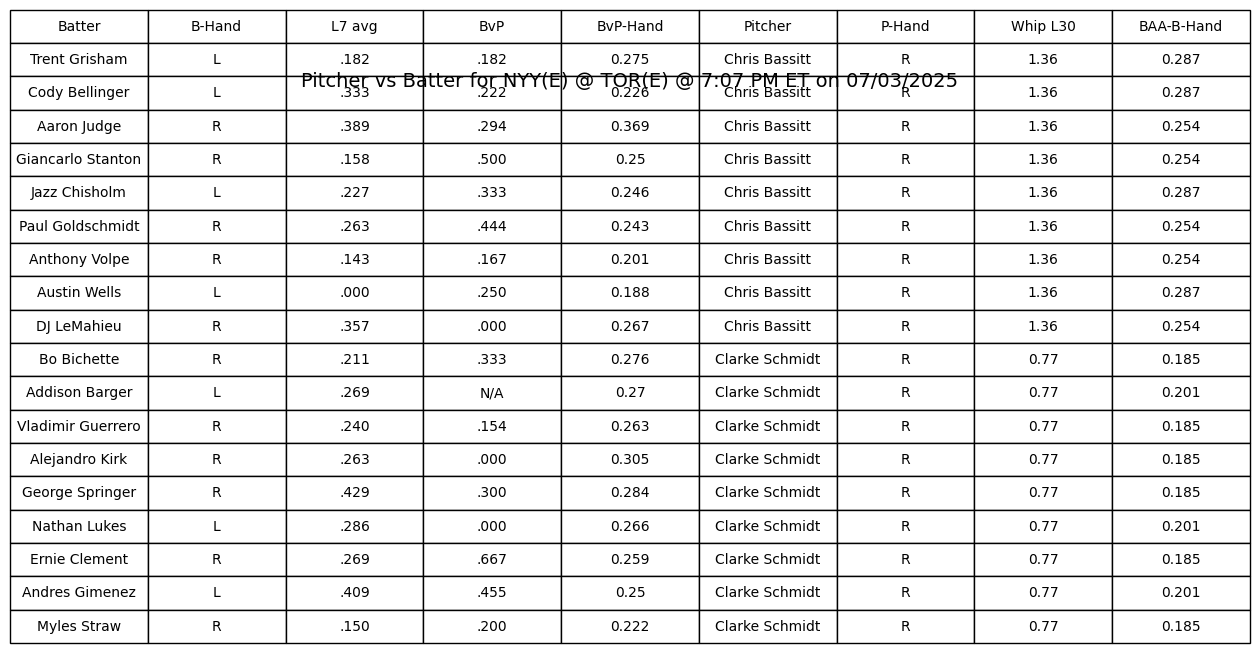 Batter B-Hand L7 avg BvP BvP-Hand Pitcher P-Hand Whip L30 BAA-B-Hand
Trent Grisham L .182 .182 0.275 Chris Bassitt R 1.36 0.287
Pitcher vs Batter for NYY(E) @ TOR(E) @ 7:07 PM ET on 07/03/2025
Cody Bellinger L .333 .222 0.226 Chris Bassitt R 1.36 0.287
Aaron Judge R .389 .294 0.369 Chris Bassitt R 1.36 0.254
Giancarlo Stanton R .158 .500 0.25 Chris Bassitt R 1.36 0.254
Jazz Chisholm L .227 .333 0.246 Chris Bassitt R 1.36 0.287
Paul Goldschmidt R .263 .444 0.243 Chris Bassitt R 1.36 0.254
Anthony Volpe R .143 .167 0.201 Chris Bassitt R 1.36 0.254
Austin Wells L .000 .250 0.188 Chris Bassitt R 1.36 0.287
DJ LeMahieu R .357 .000 0.267 Chris Bassitt R 1.36 0.254
Bo Bichette R .211 .333 0.276 Clarke Schmidt R 0.77 0.185
Addison Barger L .269 N/A 0.27 Clarke Schmidt R 0.77 0.201
Vladimir Guerrero R .240 .154 0.263 Clarke Schmidt R 0.77 0.185
Alejandro Kirk R .263 .000 0.305 Clarke Schmidt R 0.77 0.185
George Springer R .429 .300 0.284 Clarke Schmidt R 0.77 0.185
Nathan Lukes L .286 .000 0.266 Clarke Schmidt R 0.77 0.201
Ernie Clement R .269 .667 0.259 Clarke Schmidt R 0.77 0.185
Andres Gimenez L .409 .455 0.25 Clarke Schmidt R 0.77 0.201
Myles Straw R .150 .200 0.222 Clarke Schmidt R 0.77 0.185